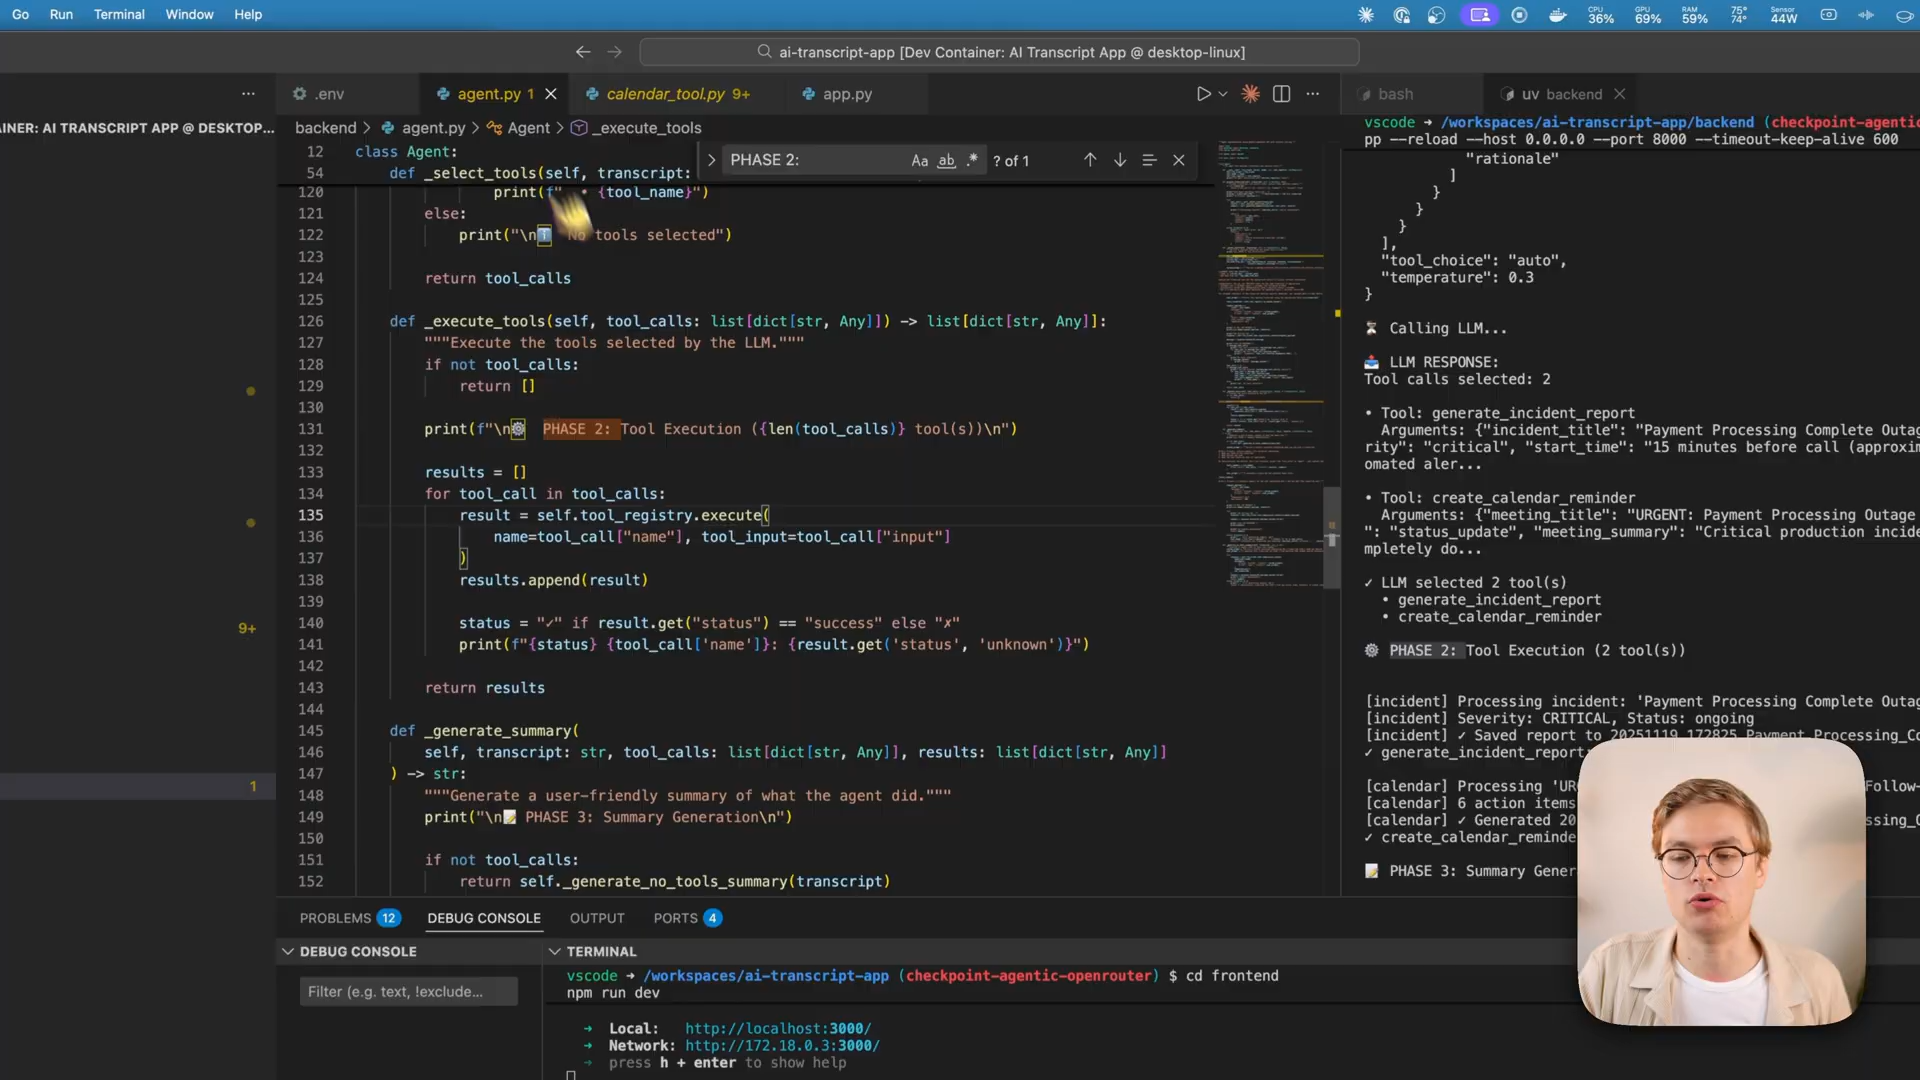 Go Run Terminal Window Help
CPU 36% GPU 69% RAM 59% 75° 74° Sensor 44W
ai-transcript-app [Dev Container: AI Transcript App @ desktop-linux]
.env agent.py 1 calendar_tool.py 9+ app.py
bash uv backend
INER: AI TRANSCRIPT APP @ DESKTOP...
backend > agent.py > Agent > _execute_tools
PHASE 2: Aa ab .* ? of 1
12 class Agent:
54 def _select_tools(self, transcript:
120 print(f" • {tool_name}")
121 else:
122 print("\nℹ️ No tools selected")
123
124 return tool_calls
125
126 def _execute_tools(self, tool_calls: list[dict[str, Any]]) -> list[dict[str, Any]]:
127 """Execute the tools selected by the LLM."""
128 if not tool_calls:
129 return []
130
131 print(f"\n⚙️ PHASE 2: Tool Execution ({len(tool_calls)} tool(s))\n")
132
133 results = []
134 for tool_call in tool_calls:
135 result = self.tool_registry.execute(
136 name=tool_call["name"], tool_input=tool_call["input"]
137 )
138 results.append(result)
139
140 status = "✓" if result.get("status") == "success" else "✗"
141 print(f"{status} {tool_call['name']}: {result.get('status', 'unknown')}")
142
143 return results
144
145 def _generate_summary(
146 self, transcript: str, tool_calls: list[dict[str, Any]], results: list[dict[str, Any]]
147 ) -> str:
148 """Generate a user-friendly summary of what the agent did."""
149 print("\n📝 PHASE 3: Summary Generation\n")
150
151 if not tool_calls:
152 return self._generate_no_tools_summary(transcript)
9+
1
vscode → /workspaces/ai-transcript-app/backend (checkpoint-agentic
pp --reload --host 0.0.0.0 --port 8000 --timeout-keep-alive 600
"rationale"
]
}
}
}
],
"tool_choice": "auto",
"temperature": 0.3
}
⏳ Calling LLM...
📤 LLM RESPONSE:
Tool calls selected: 2
• Tool: generate_incident_report
Arguments: {"incident_title": "Payment Processing Complete Outag
rity": "critical", "start_time": "15 minutes before call (approxim
omated aler...
• Tool: create_calendar_reminder
Arguments: {"meeting_title": "URGENT: Payment Processing Outage
": "status_update", "meeting_summary": "Critical production incide
mpletely do...
✓ LLM selected 2 tool(s)
• generate_incident_report
• create_calendar_reminder
⚙️ PHASE 2: Tool Execution (2 tool(s))
[incident] Processing incident: 'Payment Processing Complete Outag
[incident] Severity: CRITICAL, Status: ongoing
[incident] ✓ Saved report to 20251119_172825_Payment_Processing_Co
✓ generate_incident_report:
[calendar] Processing 'UR Follow-
[calendar] 6 action items
[calendar] ✓ Generated 20 ssing_O
✓ create_calendar_reminde
📝 PHASE 3: Summary Gener
PROBLEMS 12 DEBUG CONSOLE OUTPUT PORTS 4
DEBUG CONSOLE
Filter (e.g. text, !exclude...
TERMINAL
vscode → /workspaces/ai-transcript-app (checkpoint-agentic-openrouter) $ cd frontend
npm run dev
➜ Local: http://localhost:3000/
➜ Network: http://172.18.0.3:3000/
➜ press h + enter to show help